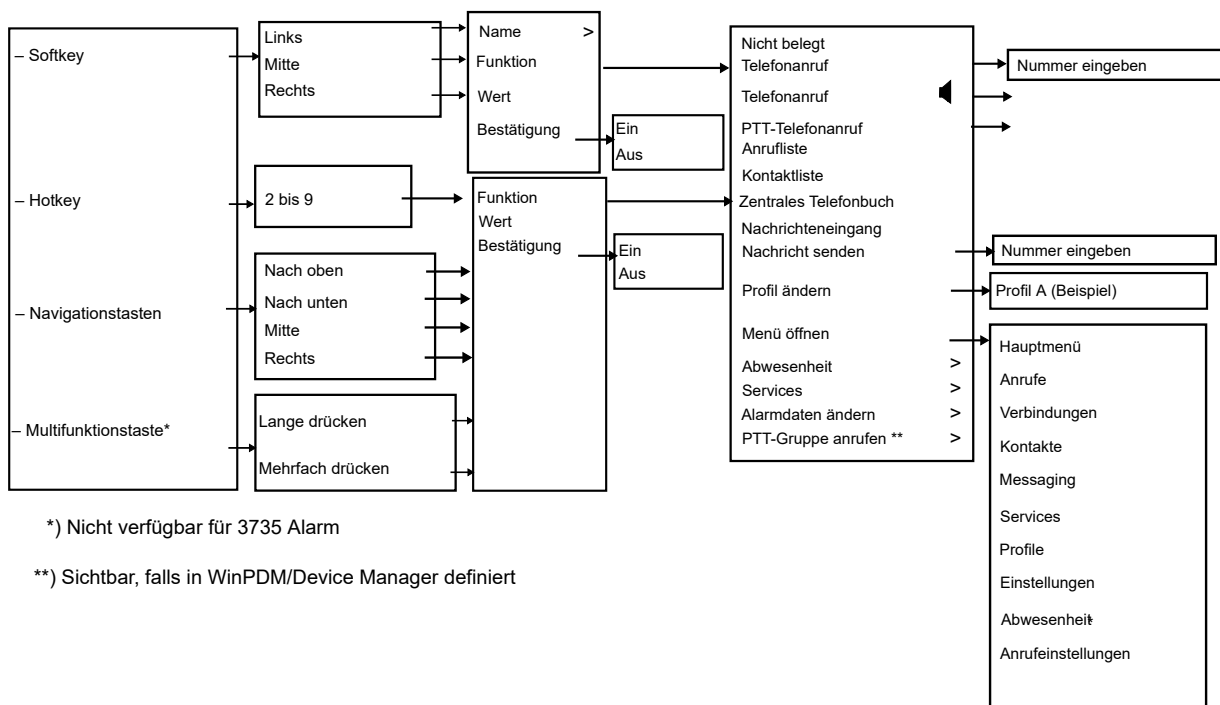 – Softkey
– Hotkey
– Navigationstasten
– Multifunktionstaste*
Links
Mitte
Rechts
2 bis 9
Nach oben
Nach unten
Mitte
Rechts
Lange drücken
Mehrfach drücken
Name >
Funktion
Wert
Bestätigung
Ein
Aus
Funktion
Wert
Bestätigung
Ein
Aus
Nicht belegt
Telefonanruf
Telefonanruf
PTT-Telefonanruf
Anrufliste
Kontaktliste
Zentrales Telefonbuch
Nachrichteneingang
Nachricht senden
Profil ändern
Menü öffnen
Abwesenheit >
Services >
Alarmdaten ändern >
PTT-Gruppe anrufen ** >
Nummer eingeben
Nummer eingeben
Profil A (Beispiel)
Hauptmenü
Anrufe
Verbindungen
Kontakte
Messaging
Services
Profile
Einstellungen
Abwesenheit
Anrufeinstellungen
*) Nicht verfügbar für 3735 Alarm
**) Sichtbar, falls in WinPDM/Device Manager definiert